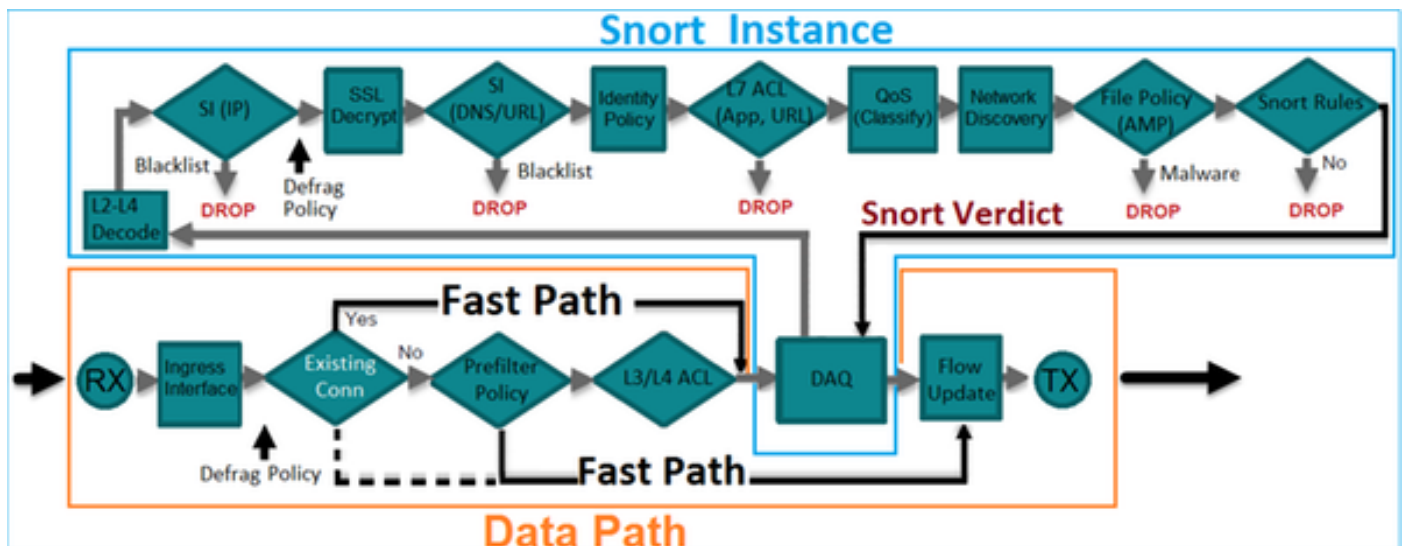 Snort Instance
SI (IP)
SSL
Decrypt
SI
(DNS/URL)
Identity
Policy
L7 ACL
(App, URL)
QoS
(Classify)
Network
Discovery
File Policy
(AMP)
Snort Rules
Blacklist
Defrag
Policy
Blacklist
Malware
No
L2-L4
Decode
DROP
DROP
DROP
DROP
DROP
Snort Verdict
Fast Path
Yes
RX
Ingress
Interface
Existing
Conn
No
Prefilter
Policy
L3/L4 ACL
DAQ
Flow
Update
TX
Defrag Policy
Fast Path
Data Path